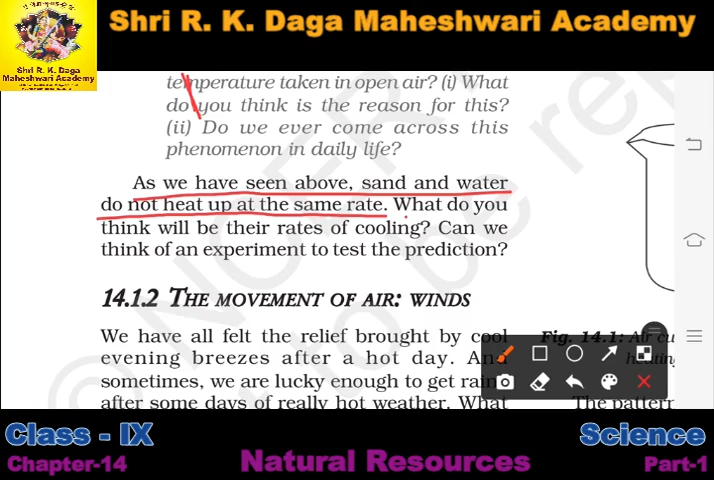 Shri R. K. Daga Maheshwari Academy
Shri R. K. Daga
Maheshwari Academy
temperature taken in open air? (i) What
do you think is the reason for this?
(ii) Do we ever come across this
phenomenon in daily life?
As we have seen above, sand and water
do not heat up at the same rate. What do you
think will be their rates of cooling? Can we
think of an experiment to test the prediction?
14.1.2 THE MOVEMENT OF AIR: WINDS
We have all felt the relief brought by cool
evening breezes after a hot day. And
sometimes, we are lucky enough to get rain
after some days of really hot weather. What
Fig. 14.1: Air cu
heating
The pattern
© NCER
be rep
Class - IX
Science
Chapter-14
Natural Resources
Part-1